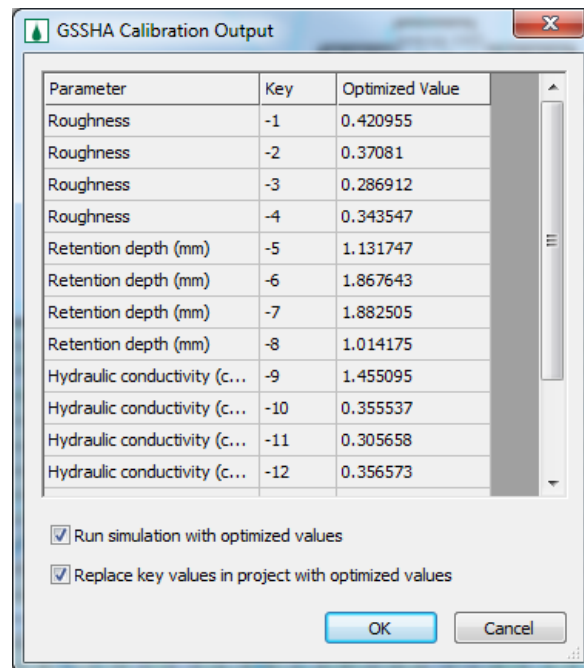 GSSHA Calibration Output
Parameter Key Optimized Value
Roughness -1 0.420955
Roughness -2 0.37081
Roughness -3 0.286912
Roughness -4 0.343547
Retention depth (mm) -5 1.131747
Retention depth (mm) -6 1.867643
Retention depth (mm) -7 1.882505
Retention depth (mm) -8 1.014175
Hydraulic conductivity (c... -9 1.455095
Hydraulic conductivity (c... -10 0.355537
Hydraulic conductivity (c... -11 0.305658
Hydraulic conductivity (c... -12 0.356573
Run simulation with optimized values
Replace key values in project with optimized values
OK Cancel